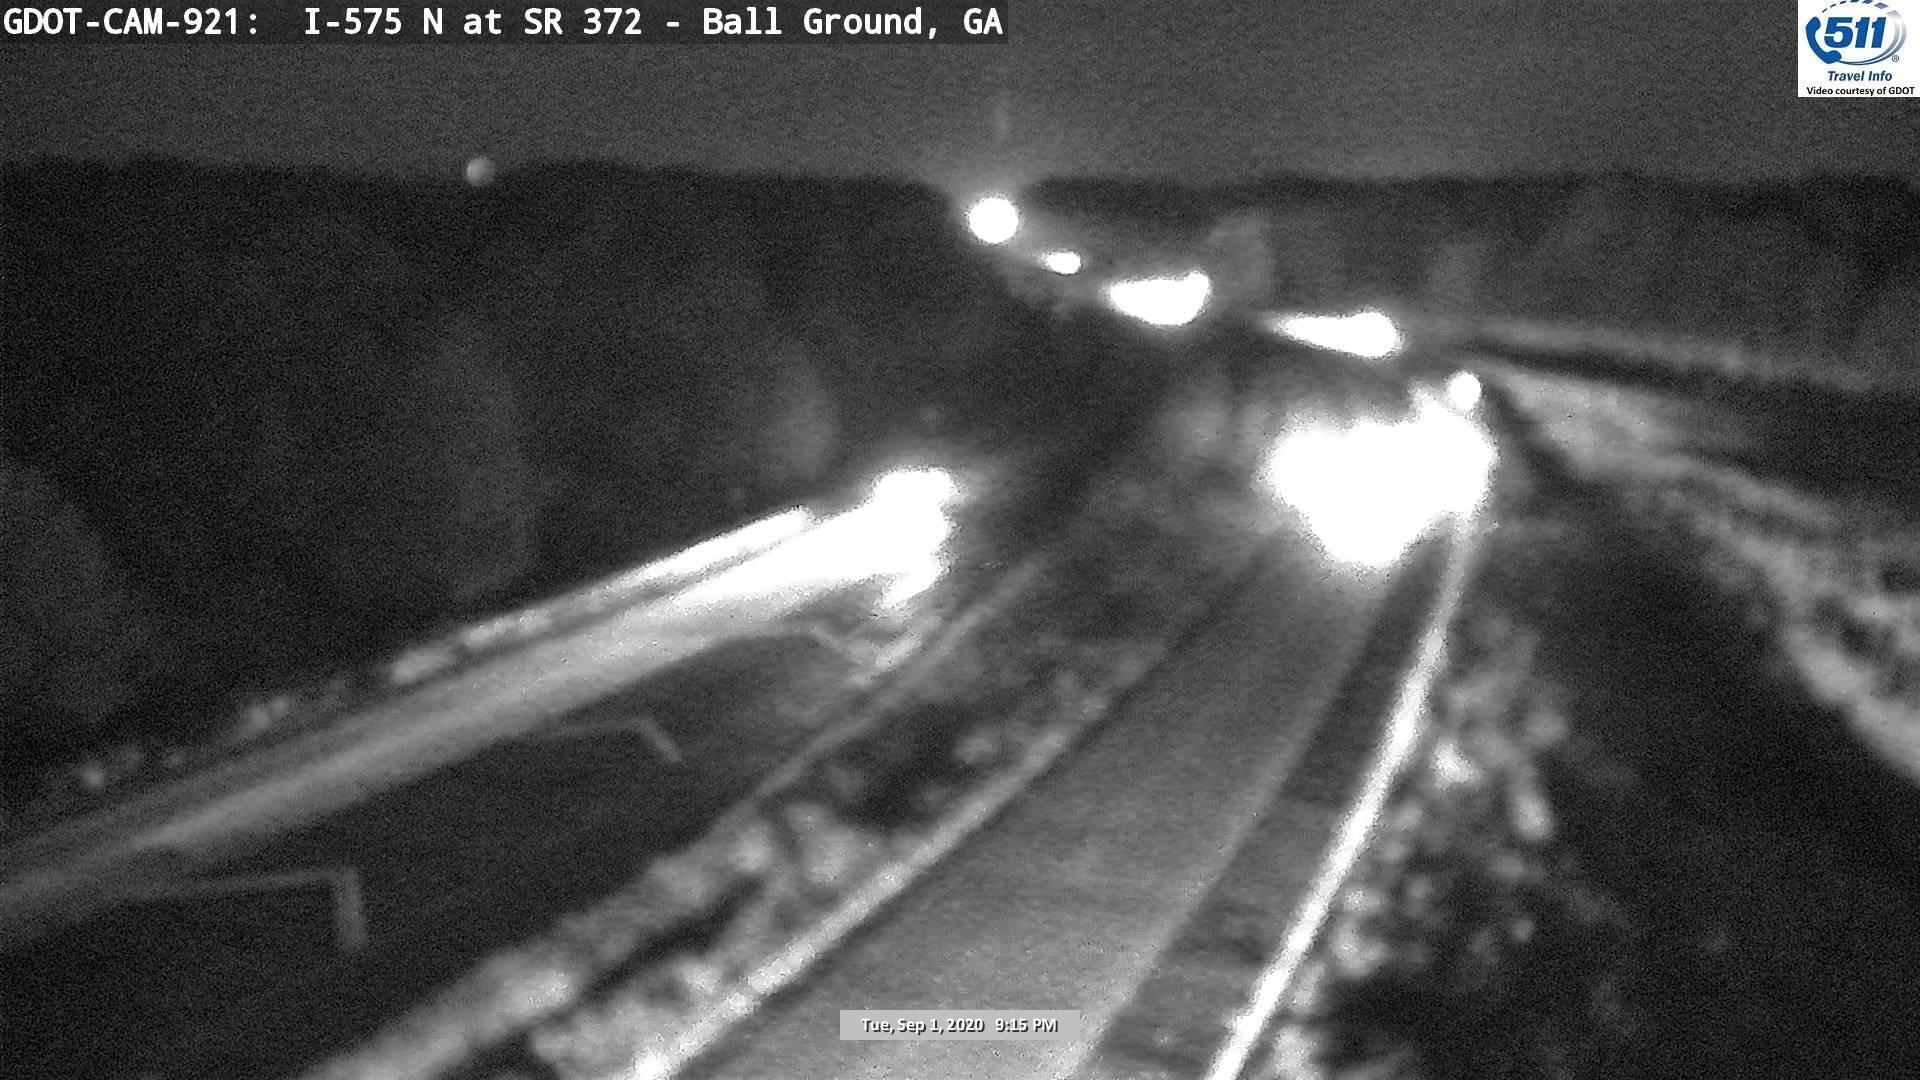 GDOT-CAM-921: I-575 N at SR 372 - Ball Ground, GA
511
Travel Info
Video courtesy of GDOT
Tue, Sep 1, 2020 9:15 PM